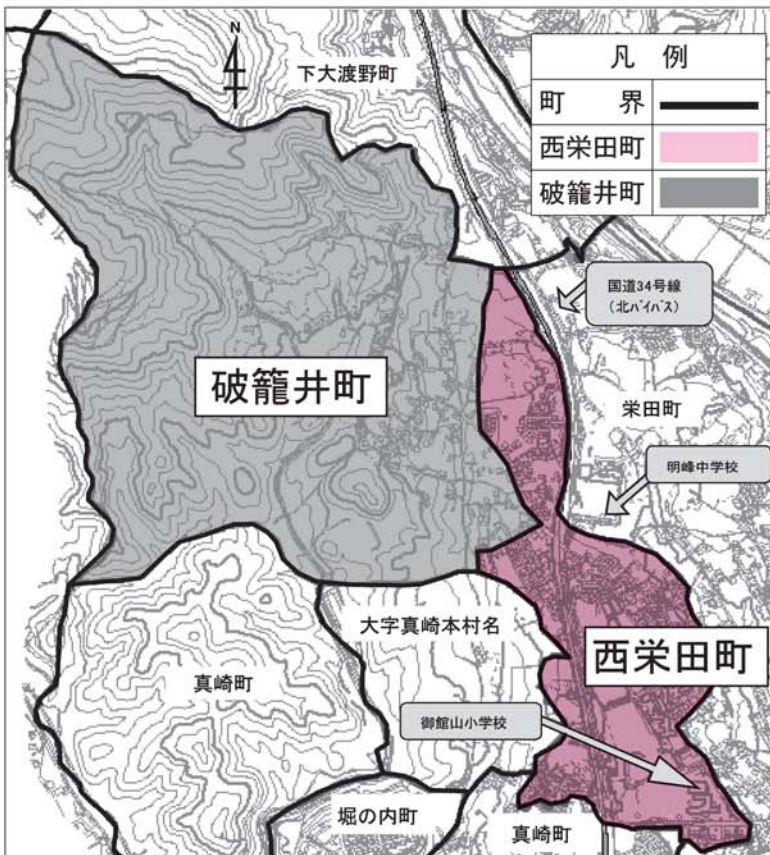 N
下大渡野町
凡 例
町 界
西栄田町
破籠井町
国道34号線
(北バイパス)
破籠井町
栄田町
明峰中学校
大字真崎本村名
西栄田町
真崎町
御館山小学校
堀の内町
真崎町